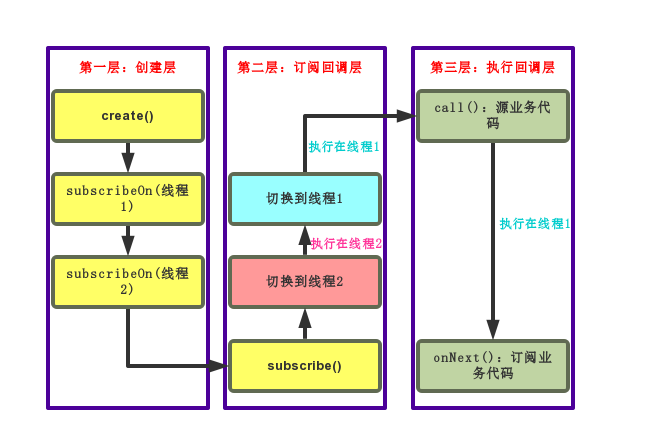 第一层：创建层
create()
subscribeOn(线程
1)
subscribeOn(线程
2)
第二层：订阅回调层
执行在线程1
切换到线程1
执行在线程2
切换到线程2
subscribe()
第三层：执行回调层
call()：源业务代
码
执行在线程1
onNext()：订阅业
务代码